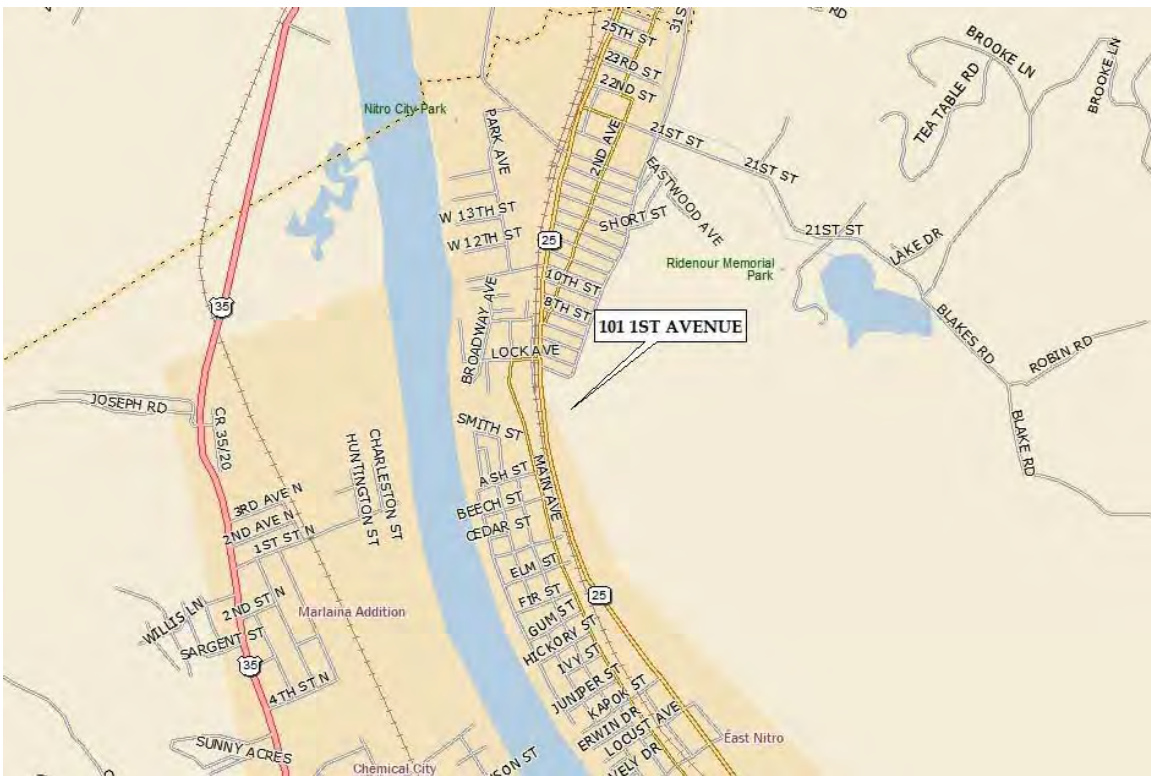 RD
31S
25TH ST
23RD ST
22ND ST
BROOKE LN
BROOKE LN
TEA TABLE RD
Nitro City Park
PARK AVE
2ND AVE
21ST ST
21ST ST
EASTWOOD AVE
W 13TH ST
SHORT ST
W 12TH ST
25
21ST ST
LAKE DR
Ridenour Memorial
Park
10TH ST
BROADWAY AVE
8TH ST
35
101 1ST AVENUE
BLAKES RD
ROBIN RD
LOCK AVE
JOSEPH RD
CR 35/20
SMITH ST
BLAKE RD
CHARLESTON ST
HUNTINGTON ST
MAIN AVE
ASH ST
3RD AVE N
BEECH ST
2ND AVE N
CEDAR ST
1ST ST N
ELM ST
FIR ST
25
WILLIS LN
2ND ST N
Marlaina Addition
GUM ST
SARGENT ST
HICKORY ST
IVY ST
35
JUNIPER ST
4TH ST N
KAPOK ST
ERWIN DR
LOCUST AVE
East Nitro
SUNNY ACRES
Chemical City
SON ST
VELY DR